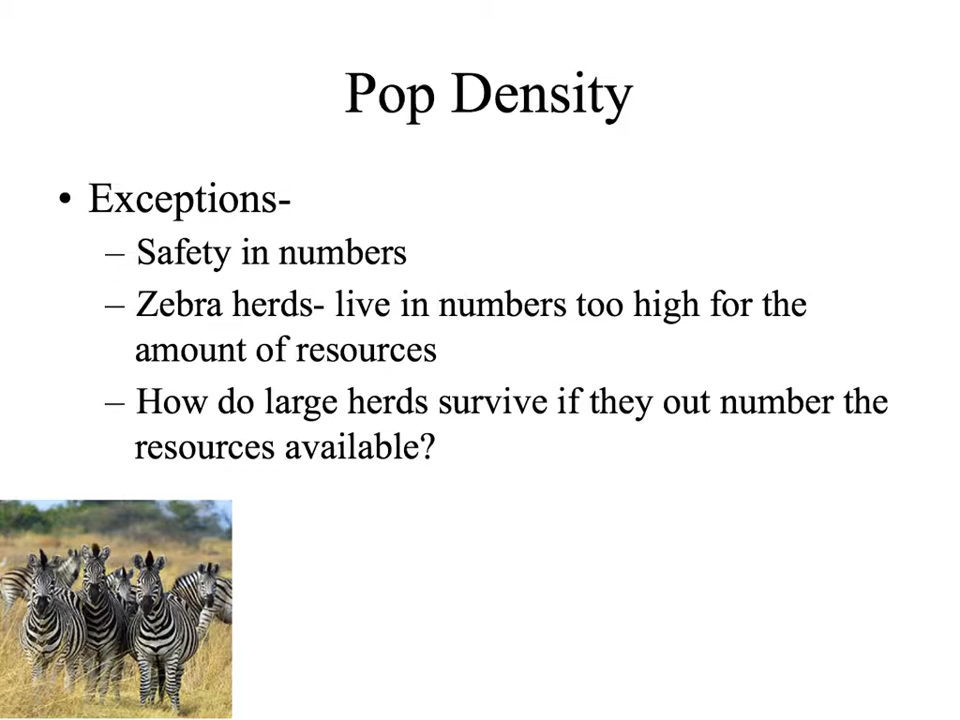 Pop Density
• Exceptions-
– Safety in numbers
– Zebra herds- live in numbers too high for the
amount of resources
– How do large herds survive if they out number the
resources available?